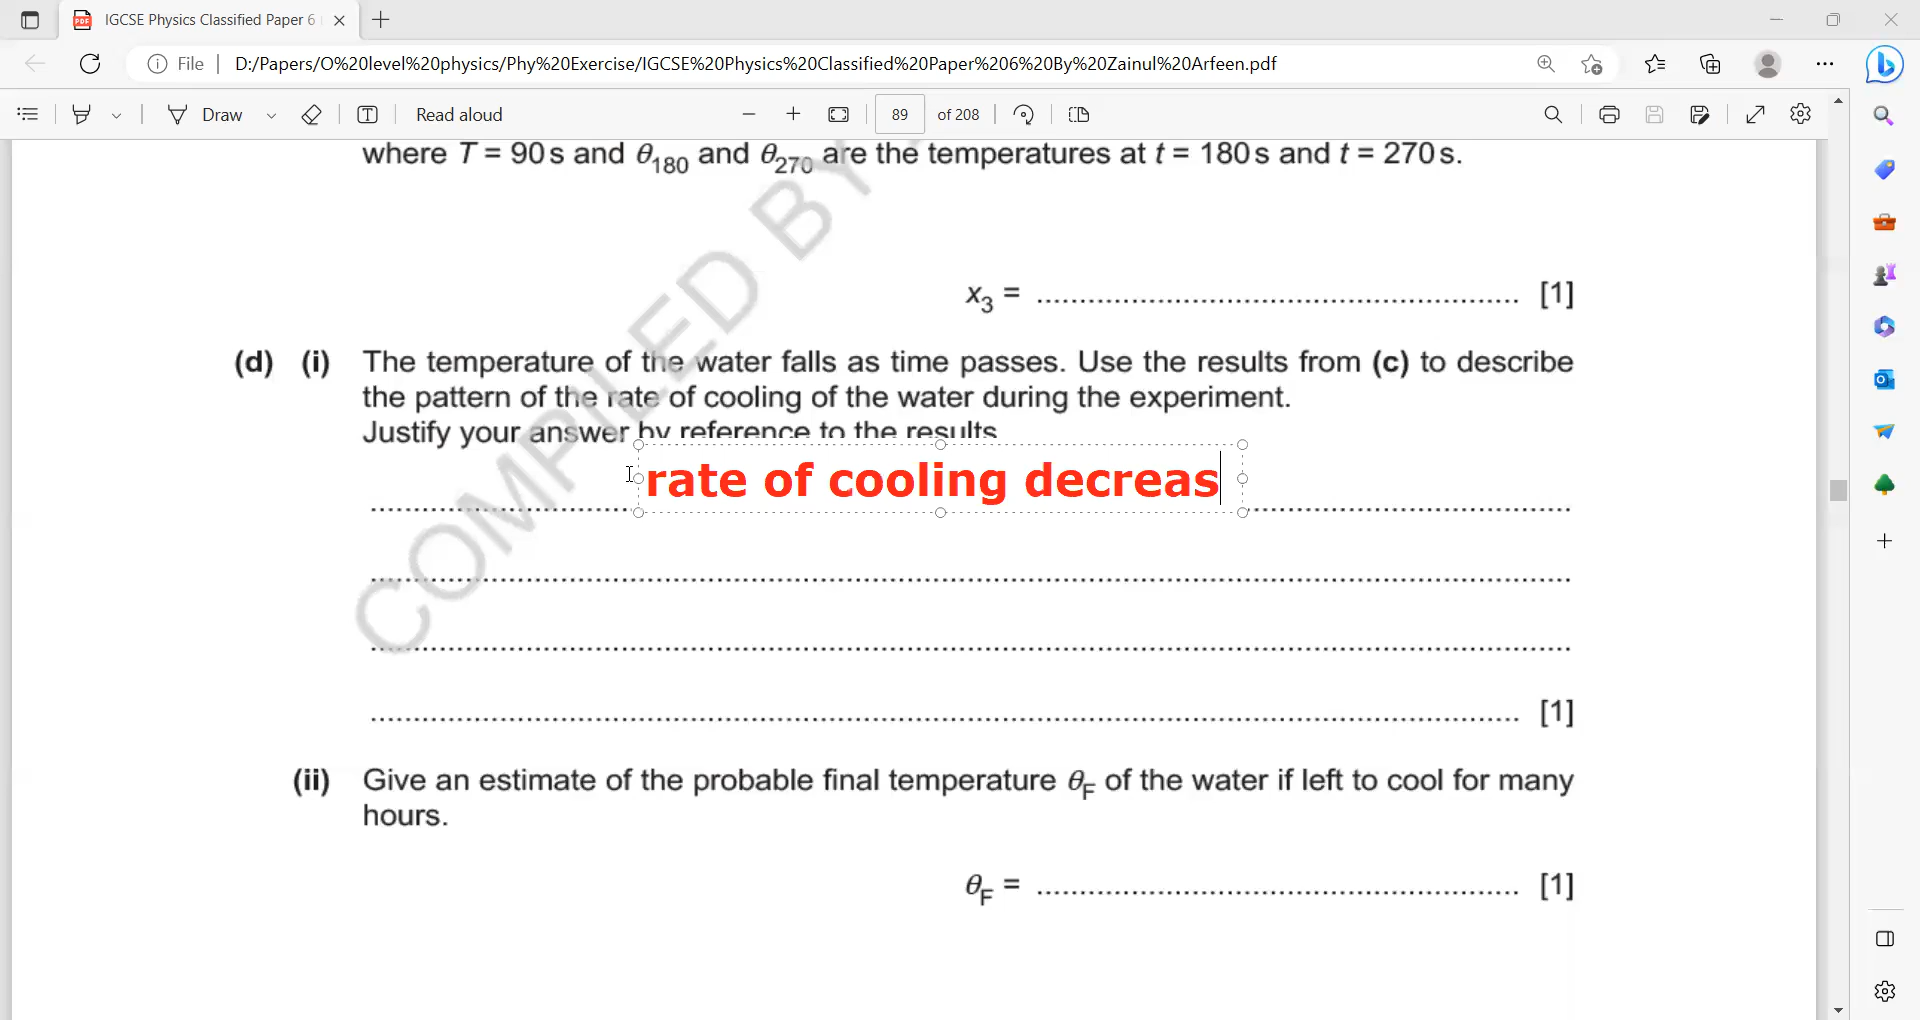 IGCSE Physics Classified Paper 6
File
D:/Papers/O%20level%20physics/Phy%20Exercise/IGCSE%20Physics%20Classified%20Paper%206%20By%20Zainul%20Arfeen.pdf
Draw
Read aloud
89 of 208
where T = 90 s and θ180 and θ270 are the temperatures at t = 180 s and t = 270 s.
x3 = .......................................................... [1]
(d) (i) The temperature of the water falls as time passes. Use the results from (c) to describe
the pattern of the rate of cooling of the water during the experiment.
Justify your answer by reference to the results
rate of cooling decreas
[1]
(ii) Give an estimate of the probable final temperature θF of the water if left to cool for many
hours.
θF = .......................................................... [1]
COMPILED BY